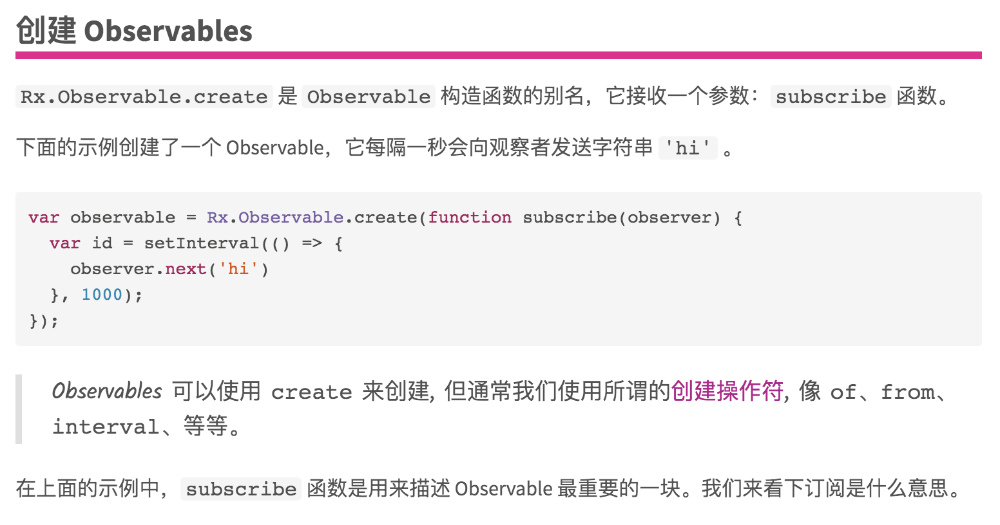 创建 Observables
Rx.Observable.create 是 Observable 构造函数的别名，它接收一个参数：subscribe 函数。
下面的示例创建了一个 Observable，它每隔一秒会向观察者发送字符串 'hi' 。
var observable = Rx.Observable.create(function subscribe(observer) {
  var id = setInterval(() => {
    observer.next('hi')
  }, 1000);
});
Observables 可以使用 create 来创建, 但通常我们使用所谓的创建操作符, 像 of、from、
interval、等等。
在上面的示例中，subscribe 函数是用来描述 Observable 最重要的一块。我们来看下订阅是什么意思。